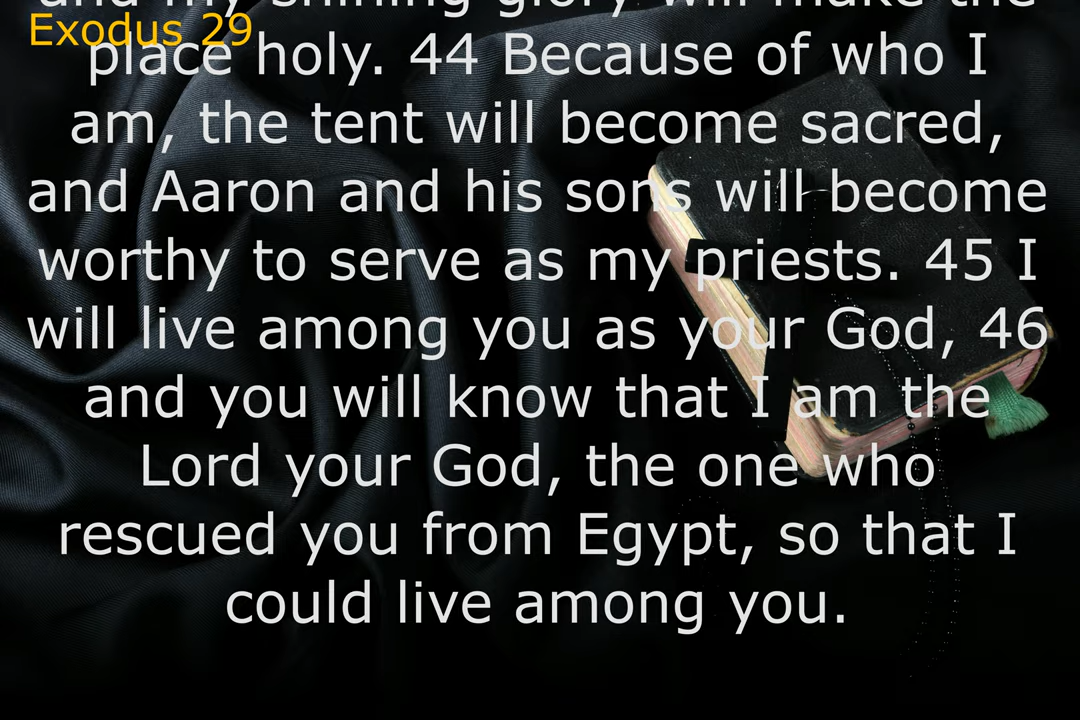 and my shining glory will make the
Exodus 29
place holy. 44 Because of who I
am, the tent will become sacred,
and Aaron and his sons will become
worthy to serve as my priests. 45 I
will live among you as your God, 46
and you will know that I am the
Lord your God, the one who
rescued you from Egypt, so that I
could live among you.